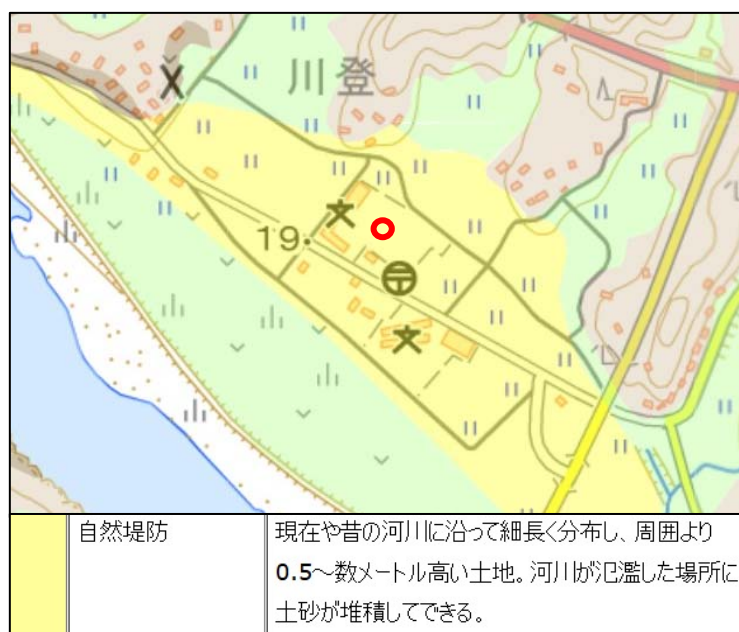 川登
19.
自然堤防
現在や昔の河川に沿って細長く分布し、周囲より
0.5～数メートル高い土地。河川が氾濫した場所に
土砂が堆積してできる。